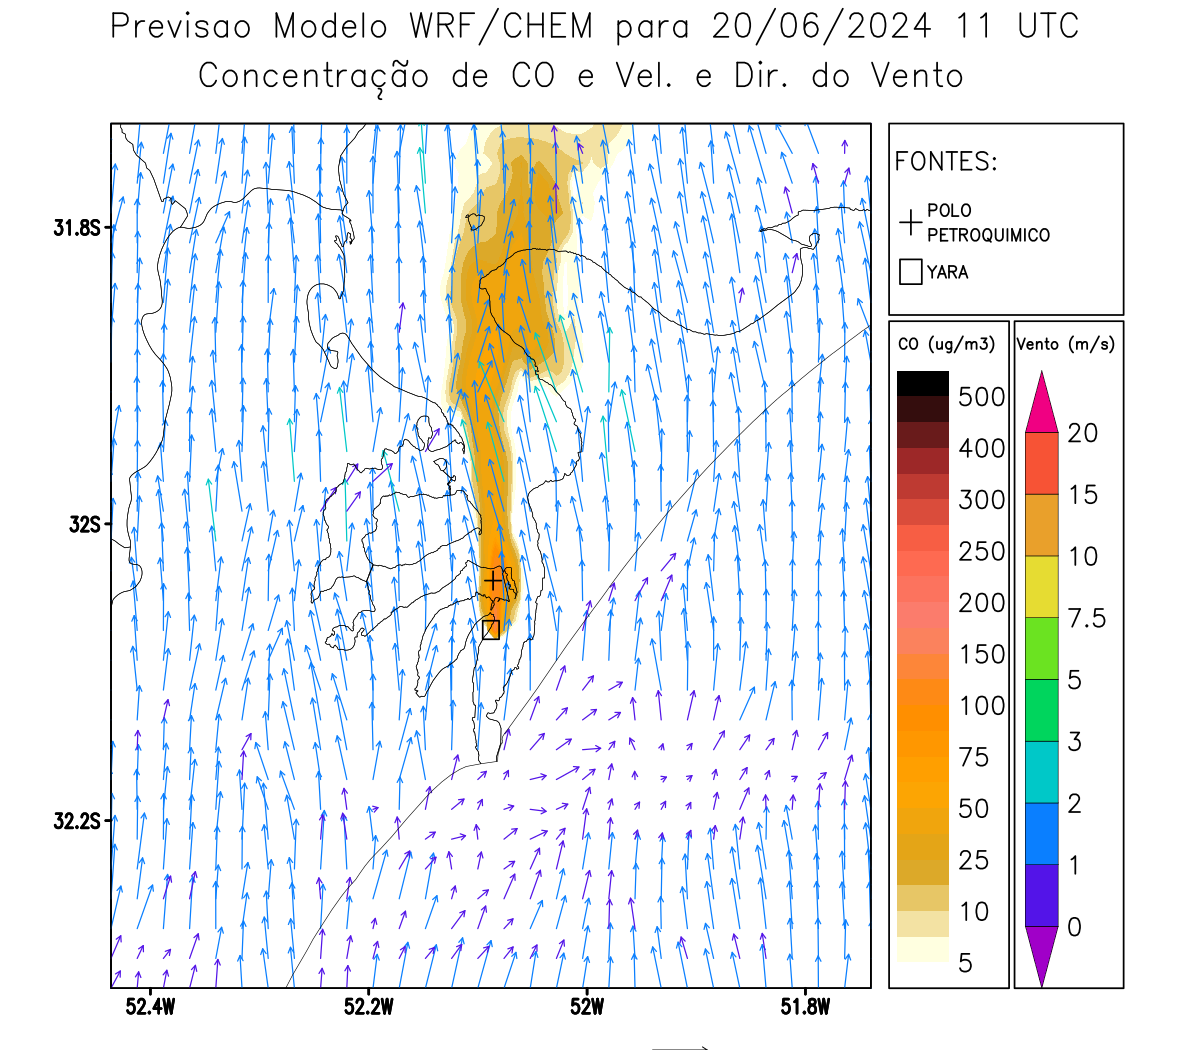 Previsao Modelo WRF/CHEM para 20/06/2024 11 UTC
Concentração de CO e Vel. e Dir. do Vento
FONTES:
POLO
PETROQUIMICO
YARA
CO (ug/m3)
500
400
300
250
200
150
100
75
50
25
10
5
Vento (m/s)
20
15
10
7.5
5
3
2
1
0
31.8S
32S
32.2S
52.4W
52.2W
52W
51.8W